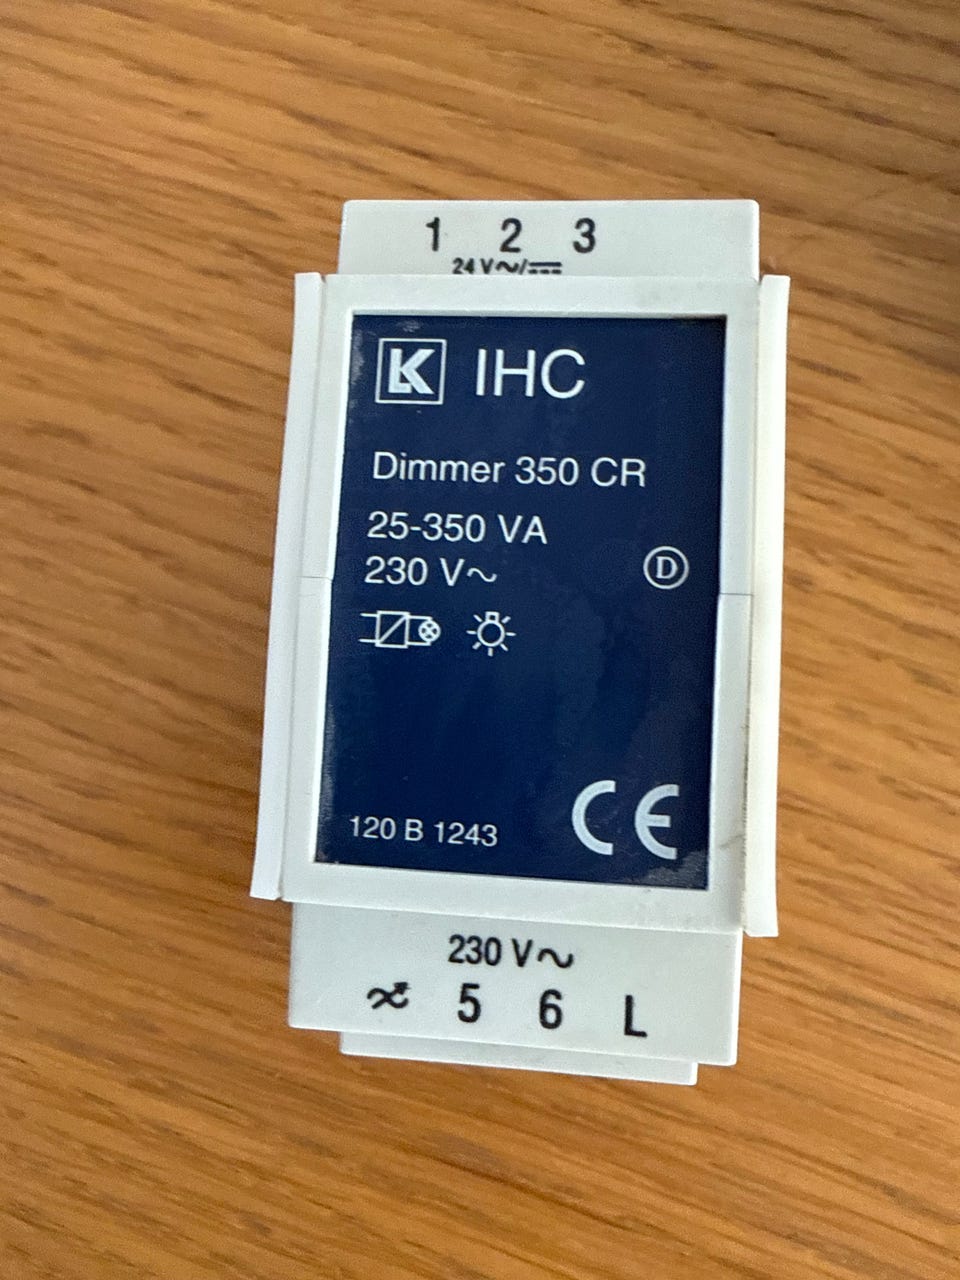 1 2 3
24 V~/⎓
LK IHC
Dimmer 350 CR
25-350 VA
230 V~
D
120 B 1243
CE
230 V~
5 6 L